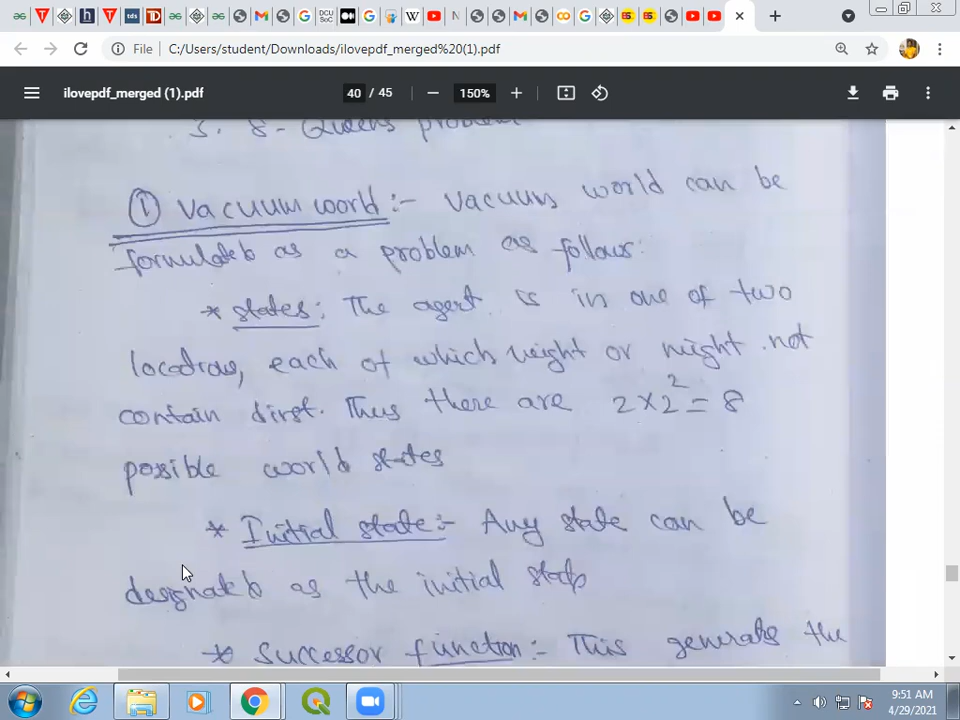 File
C:/Users/student/Downloads/ilovepdf_merged%20(1).pdf
ilovepdf_merged (1).pdf
40 / 45
150%
3. 8-Queens problem
① Vacuum world :- Vacuum world can be
formulated as a problem as follows:
* states: The agent is in one of two
locations, each of which might or might not
contain dirt. Thus there are 2×2² = 8
possible world states
* Initial state:- Any state can be
designated as the initial state
* Successor function :- This generates the
9:51 AM
4/29/2021